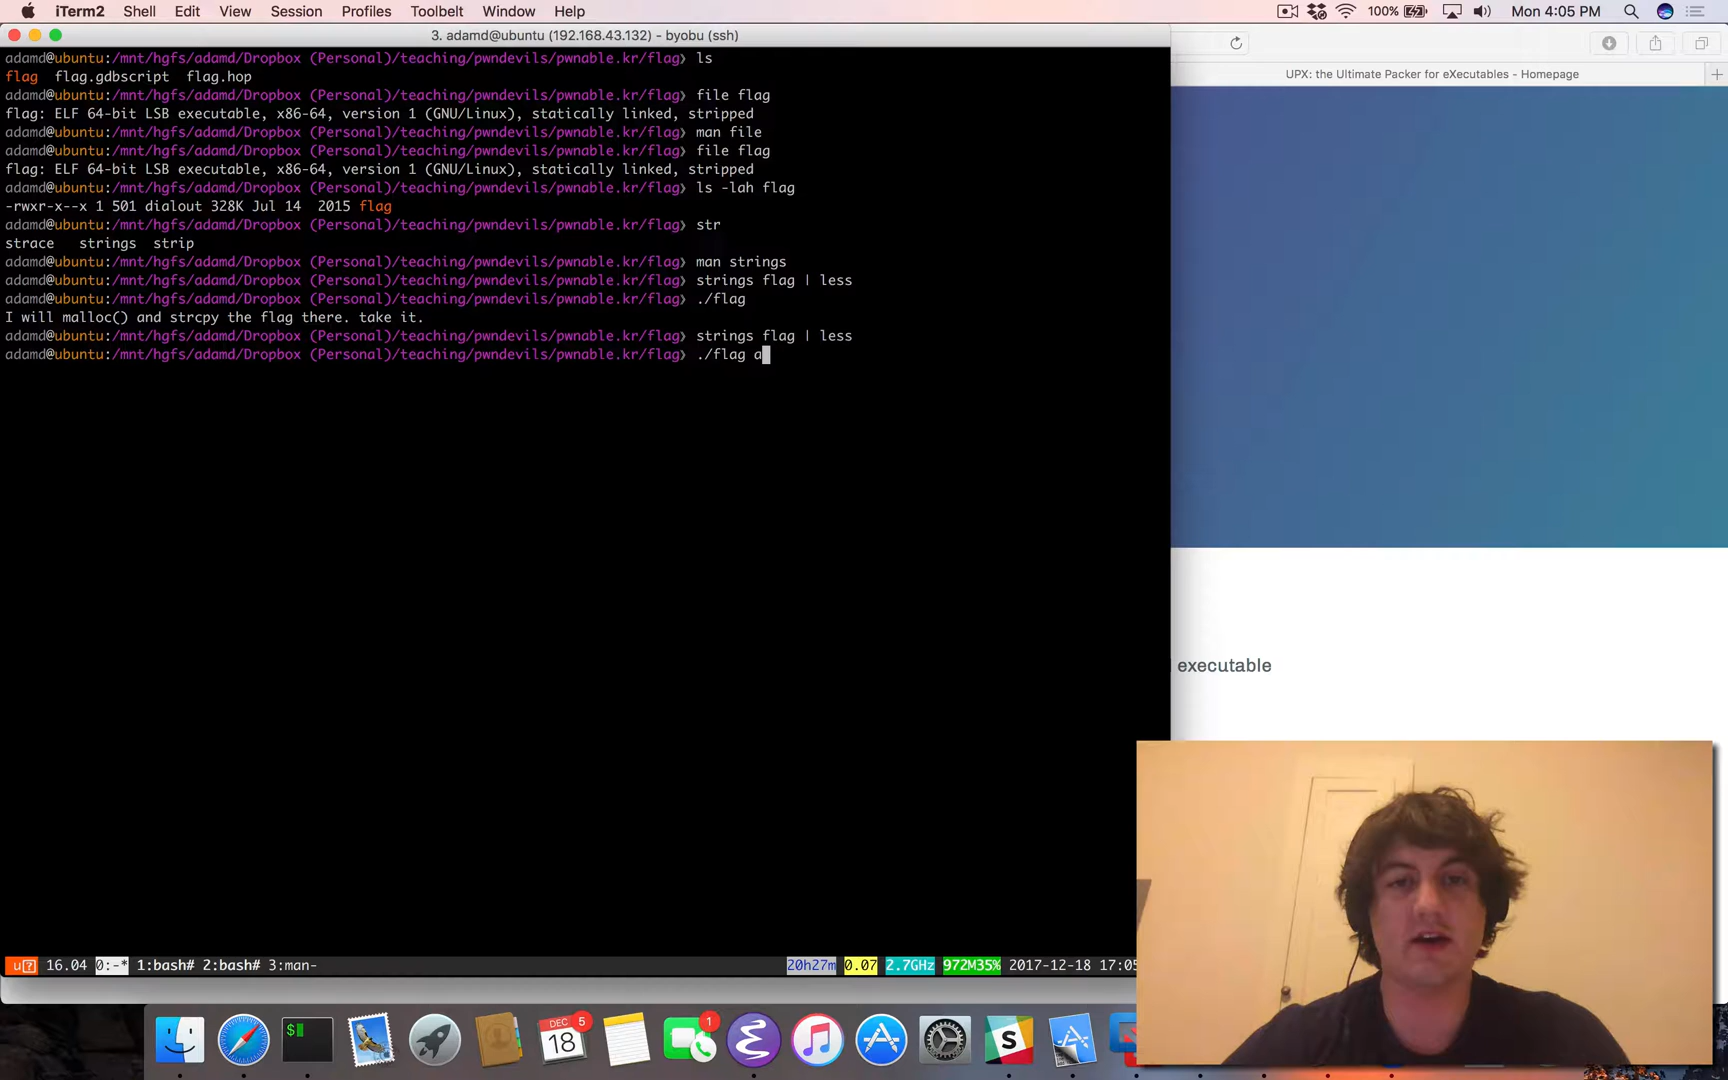 iTerm2 Shell Edit View Session Profiles Toolbelt Window Help 100% Mon 4:05 PM
3. adamd@ubuntu (192.168.43.132) - byobu (ssh)
UPX: the Ultimate Packer for eXecutables - Homepage
adamd@ubuntu:/mnt/hgfs/adamd/Dropbox (Personal)/teaching/pwndevils/pwnable.kr/flag❯ ls
flag flag.gdbscript flag.hop
adamd@ubuntu:/mnt/hgfs/adamd/Dropbox (Personal)/teaching/pwndevils/pwnable.kr/flag❯ file flag
flag: ELF 64-bit LSB executable, x86-64, version 1 (GNU/Linux), statically linked, stripped
adamd@ubuntu:/mnt/hgfs/adamd/Dropbox (Personal)/teaching/pwndevils/pwnable.kr/flag❯ man file
adamd@ubuntu:/mnt/hgfs/adamd/Dropbox (Personal)/teaching/pwndevils/pwnable.kr/flag❯ file flag
flag: ELF 64-bit LSB executable, x86-64, version 1 (GNU/Linux), statically linked, stripped
adamd@ubuntu:/mnt/hgfs/adamd/Dropbox (Personal)/teaching/pwndevils/pwnable.kr/flag❯ ls -lah flag
-rwxr-x--x 1 501 dialout 328K Jul 14 2015 flag
adamd@ubuntu:/mnt/hgfs/adamd/Dropbox (Personal)/teaching/pwndevils/pwnable.kr/flag❯ str
strace strings strip
adamd@ubuntu:/mnt/hgfs/adamd/Dropbox (Personal)/teaching/pwndevils/pwnable.kr/flag❯ man strings
adamd@ubuntu:/mnt/hgfs/adamd/Dropbox (Personal)/teaching/pwndevils/pwnable.kr/flag❯ strings flag | less
adamd@ubuntu:/mnt/hgfs/adamd/Dropbox (Personal)/teaching/pwndevils/pwnable.kr/flag❯ ./flag
I will malloc() and strcpy the flag there. take it.
adamd@ubuntu:/mnt/hgfs/adamd/Dropbox (Personal)/teaching/pwndevils/pwnable.kr/flag❯ strings flag | less
adamd@ubuntu:/mnt/hgfs/adamd/Dropbox (Personal)/teaching/pwndevils/pwnable.kr/flag❯ ./flag a
executable
u? 16.04 0:-* 1:bash# 2:bash# 3:man- 20h27m 0.07 2.7GHz 972M35% 2017-12-18 17:05
$
DEC 5
18
1
S